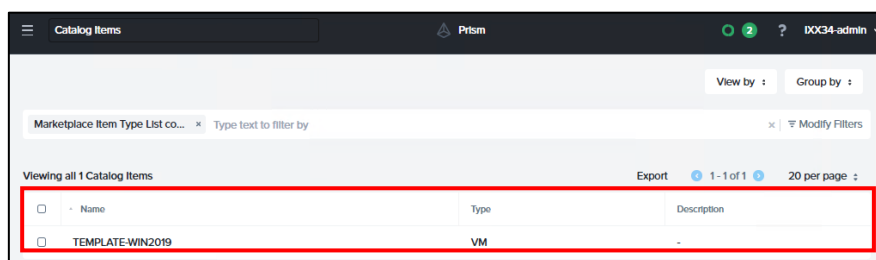 Catalog Items Prism 2 ? IXX34-admin
View by Group by
Marketplace Item Type List co... × Type text to filter by × Modify Filters
Viewing all 1 Catalog Items Export 1 - 1 of 1 20 per page
Name Type Description
TEMPLATE-WIN2019 VM -